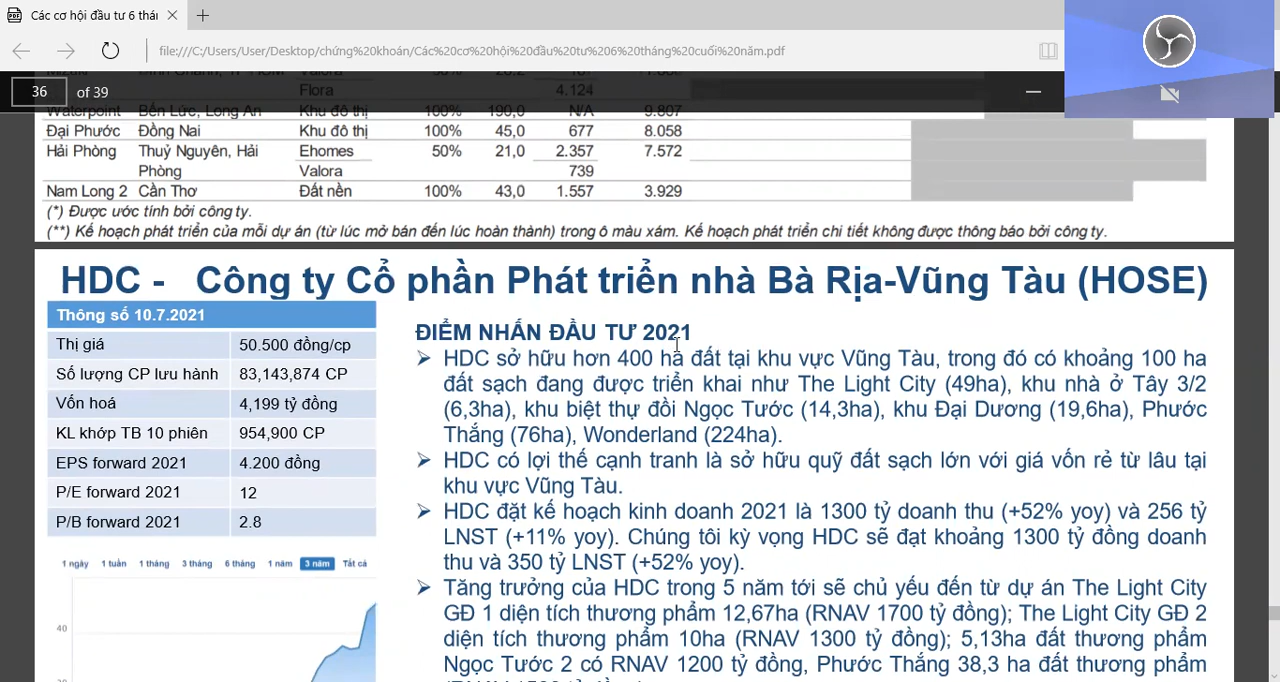 Các cơ hội đầu tư 6 thán
file:///C:/Users/User/Desktop/chứng%20khoán/Các%20cơ%20hội%20đầu%20tư%206%20tháng%20cuối%20năm.pdf
36 of 39
Flora 4.124
Waterpoint Bến Lức, Long An Khu đô thị 100% 190,0 N/A 9.807
Đại Phước Đồng Nai Khu đô thị 100% 45,0 677 8.058
Hải Phòng Thuỷ Nguyên, Hải Ehomes 50% 21,0 2.357 7.572
Phòng Valora 739
Nam Long 2 Cần Thơ Đất nền 100% 43,0 1.557 3.929
(*) Được ước tính bởi công ty.
(**) Kế hoạch phát triển của mỗi dự án (từ lúc mở bán đến lúc hoàn thành) trong ô màu xám. Kế hoạch phát triển chi tiết không được thông báo bởi công ty.
HDC - Công ty Cổ phần Phát triển nhà Bà Rịa-Vũng Tàu (HOSE)
Thông số 10.7.2021
Thị giá 50.500 đồng/cp
Số lượng CP lưu hành 83,143,874 CP
Vốn hoá 4,199 tỷ đồng
KL khớp TB 10 phiên 954,900 CP
EPS forward 2021 4.200 đồng
P/E forward 2021 12
P/B forward 2021 2.8
1 ngày 1 tuần 1 tháng 3 tháng 6 tháng 1 năm 3 năm Tất cả
40
ĐIỂM NHẤN ĐẦU TƯ 2021
➢ HDC sở hữu hơn 400 ha đất tại khu vực Vũng Tàu, trong đó có khoảng 100 ha
đất sạch đang được triển khai như The Light City (49ha), khu nhà ở Tây 3/2
(6,3ha), khu biệt thự đồi Ngọc Tước (14,3ha), khu Đại Dương (19,6ha), Phước
Thắng (76ha), Wonderland (224ha).
➢ HDC có lợi thế cạnh tranh là sở hữu quỹ đất sạch lớn với giá vốn rẻ từ lâu tại
khu vực Vũng Tàu.
➢ HDC đặt kế hoạch kinh doanh 2021 là 1300 tỷ doanh thu (+52% yoy) và 256 tỷ
LNST (+11% yoy). Chúng tôi kỳ vọng HDC sẽ đạt khoảng 1300 tỷ đồng doanh
thu và 350 tỷ LNST (+52% yoy).
➢ Tăng trưởng của HDC trong 5 năm tới sẽ chủ yếu đến từ dự án The Light City
GĐ 1 diện tích thương phẩm 12,67ha (RNAV 1700 tỷ đồng); The Light City GĐ 2
diện tích thương phẩm 10ha (RNAV 1300 tỷ đồng); 5,13ha đất thương phẩm
Ngọc Tước 2 có RNAV 1200 tỷ đồng, Phước Thắng 38,3 ha đất thương phẩm